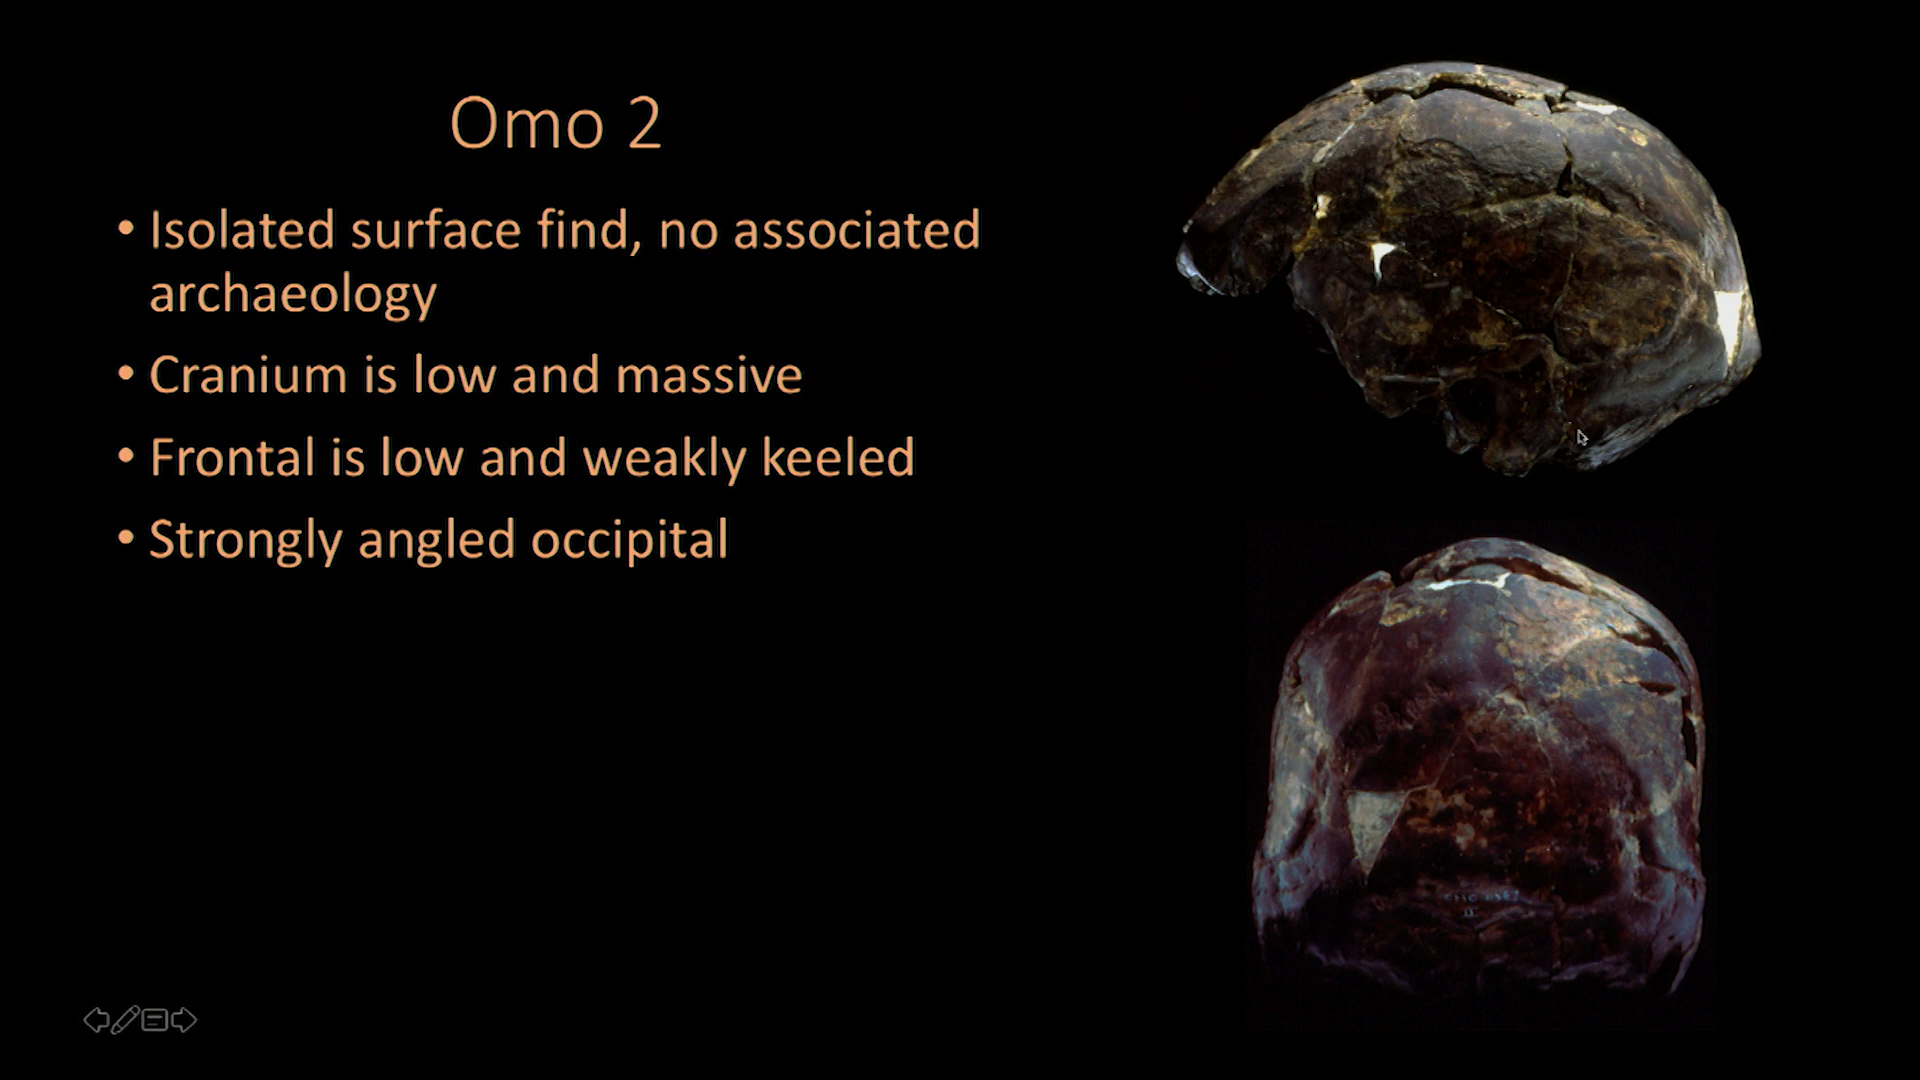 Omo 2
• Isolated surface find, no associated
archaeology
• Cranium is low and massive
• Frontal is low and weakly keeled
• Strongly angled occipital